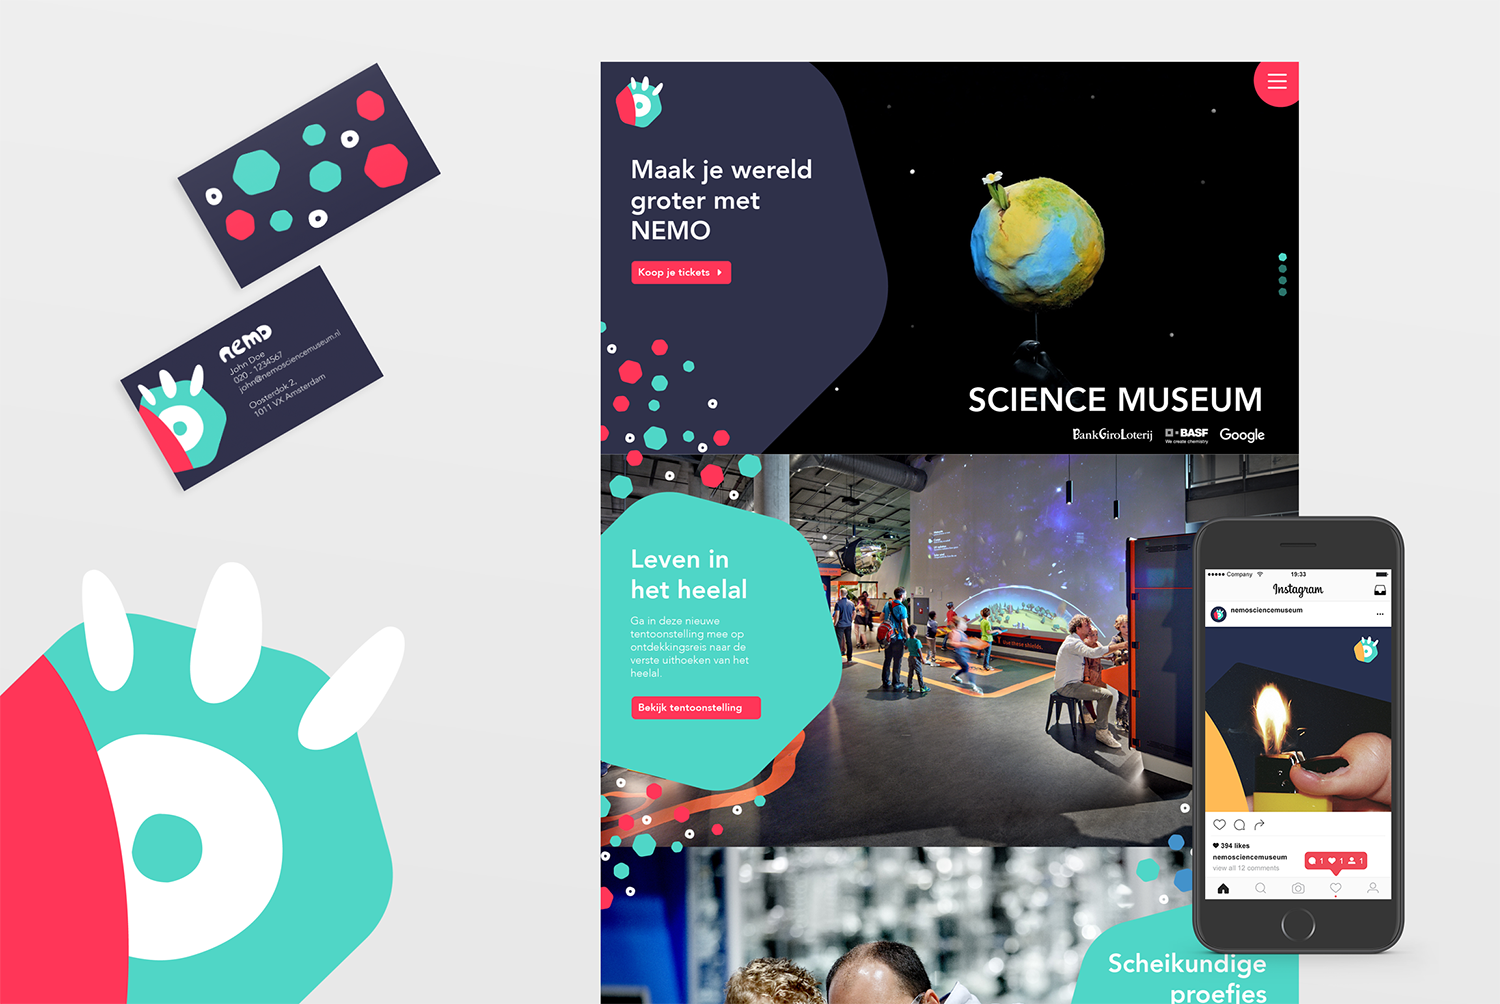 nemo
John Doe
020 - 1234567
john@nemosciencemuseum.nl
Oosterdok 2,
1011 VX Amsterdam
Maak je wereld
groter met
NEMO
Koop je tickets
SCIENCE MUSEUM
BankGiroLoterij
BASF
We create chemistry
Google
Leven in
het heelal
Ga in deze nieuwe
tentoonstelling mee op
ontdekkingsreis naar de
verste uithoeken van het
heelal.
Bekijk tentoonstelling
Use these shields.
Scheikundige
proefjes
Company
19:33
Instagram
nemosciencemuseum
394 likes
nemosciencemuseum
view all 12 comments
1 1 1